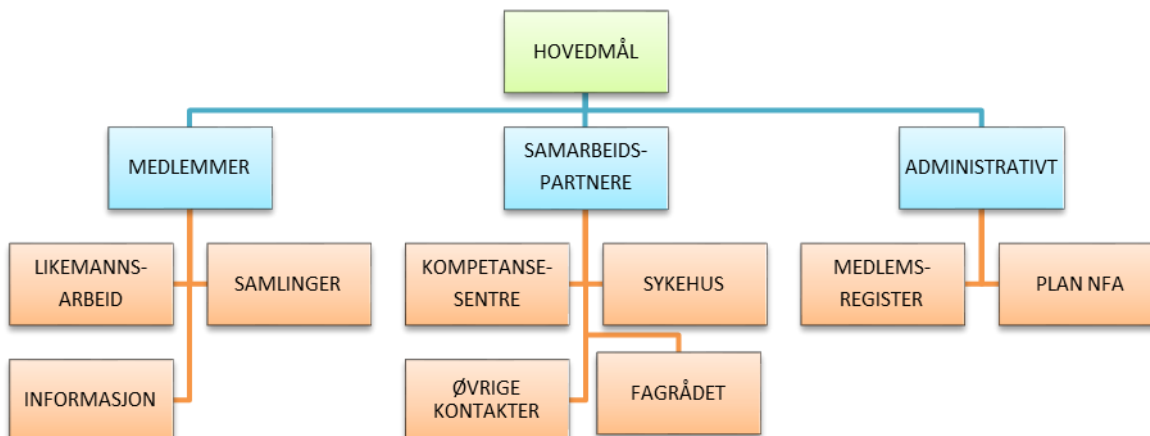 HOVEDMÅL
MEDLEMMER
SAMARBEIDS-
PARTNERE
ADMINISTRATIVT
LIKEMANNS-
ARBEID
SAMLINGER
KOMPETANSE-
SENTRE
SYKEHUS
MEDLEMS-
REGISTER
PLAN NFA
INFORMASJON
ØVRIGE
KONTAKTER
FAGRÅDET